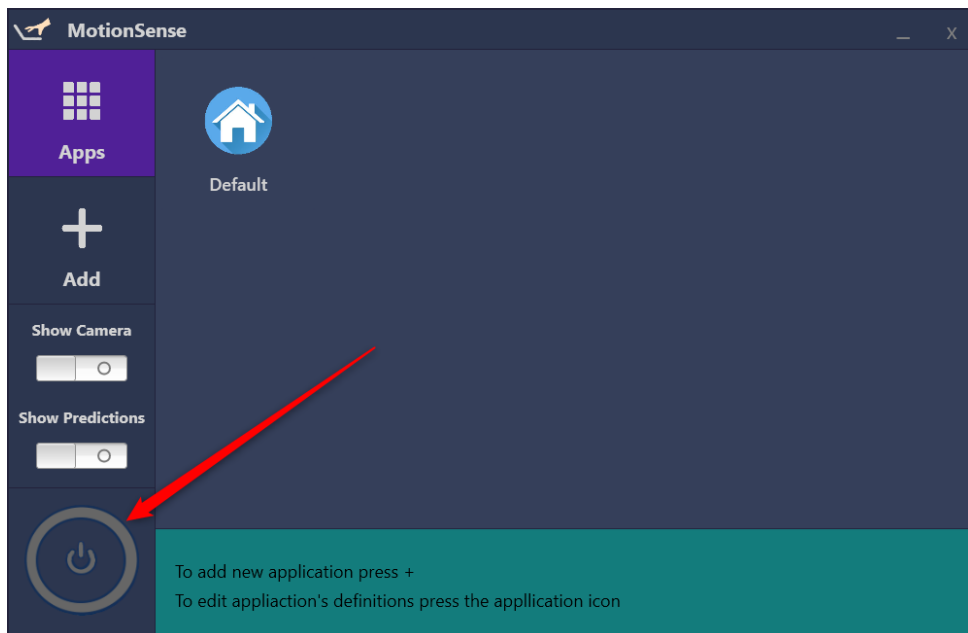 MotionSense
Apps
Default
Add
Show Camera
Show Predictions
To add new application press +
To edit appliaction's definitions press the appllication icon